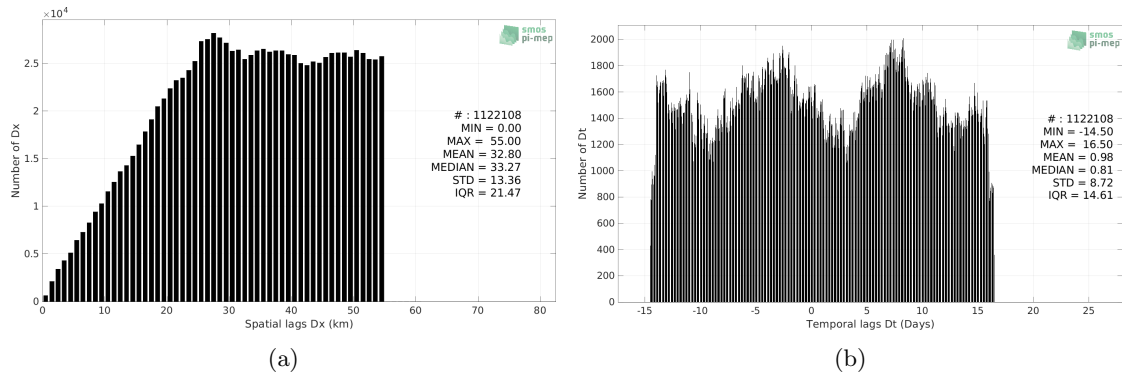 ×10⁴
smos
pi-mep
2.5
2
1.5
1
0.5
0
Number of Dx
# : 1122108
MIN = 0.00
MAX = 55.00
MEAN = 32.80
MEDIAN = 33.27
STD = 13.36
IQR = 21.47
0 10 20 30 40 50 60 70 80
Spatial lags Dx (km)
(a)
smos
pi-mep
2000
1800
1600
1400
1200
1000
800
600
400
200
0
Number of Dt
# : 1122108
MIN = -14.50
MAX = 16.50
MEAN = 0.98
MEDIAN = 0.81
STD = 8.72
IQR = 14.61
-15 -10 -5 0 5 10 15 20 25
Temporal lags Dt (Days)
(b)